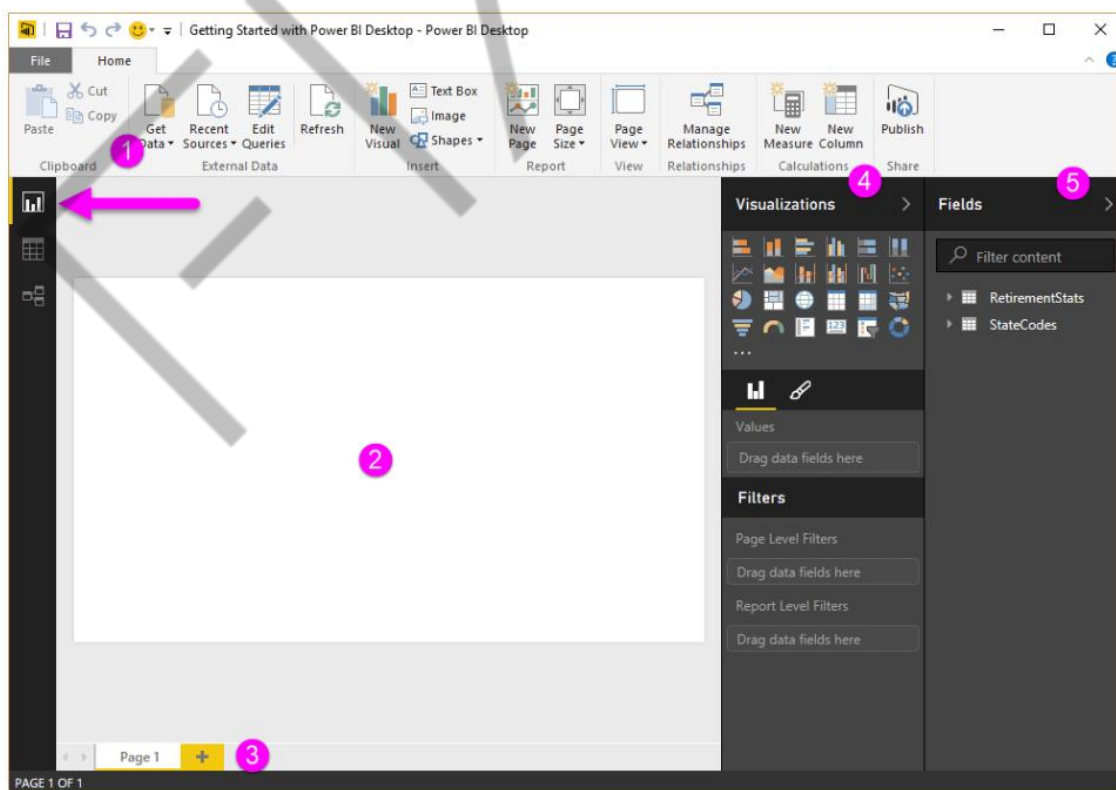 Getting Started with Power BI Desktop - Power BI Desktop
File Home
Cut
Copy
Paste
Get Data
Recent Sources
Edit Queries
Refresh
New Visual
Text Box
Image
Shapes
New Page
Page Size
Page View
Manage Relationships
New Measure
New Column
Publish
Clipboard External Data Insert Report View Relationships Calculations Share
1
4
5
Visualizations
Fields
Filter content
RetirementStats
StateCodes
123
Values
Drag data fields here
2
Filters
Page Level Filters
Drag data fields here
Report Level Filters
Drag data fields here
Page 1 + 3
PAGE 1 OF 1